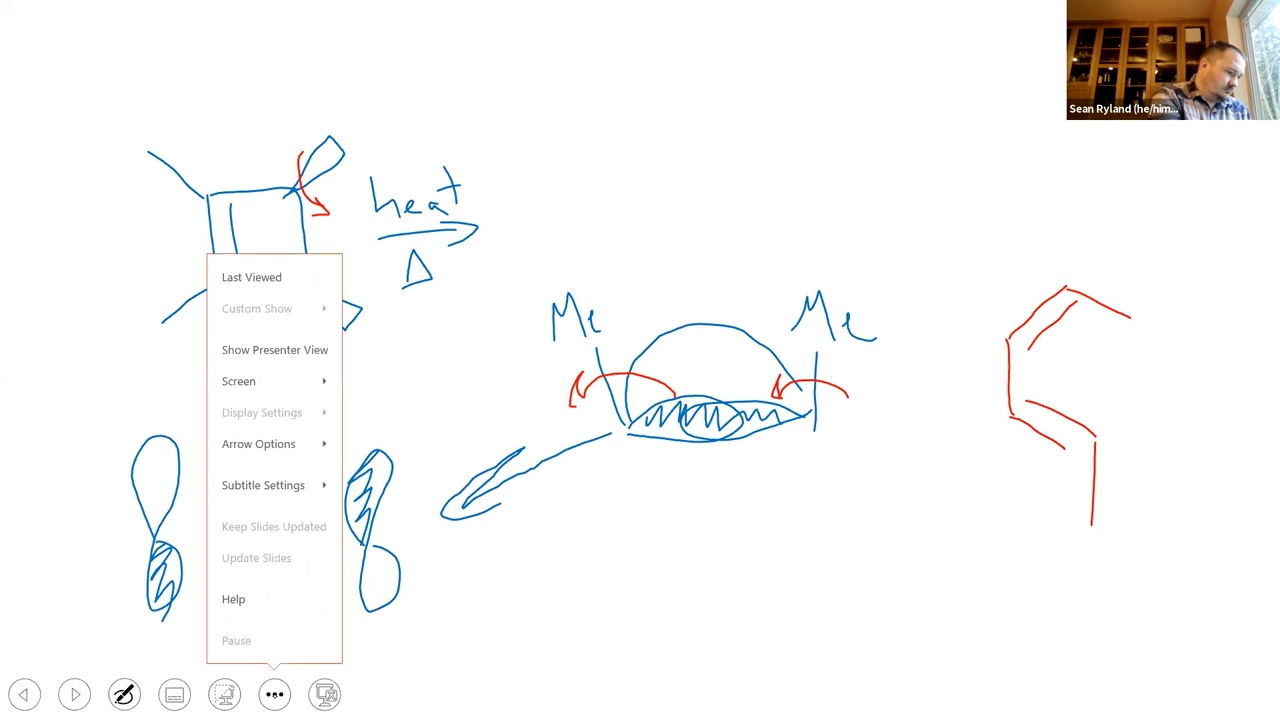 Sean Ryland (he/him...
heat
Δ
Me
Me
Last Viewed
Custom Show
Show Presenter View
Screen
Display Settings
Arrow Options
Subtitle Settings
Keep Slides Updated
Update Slides
Help
Pause